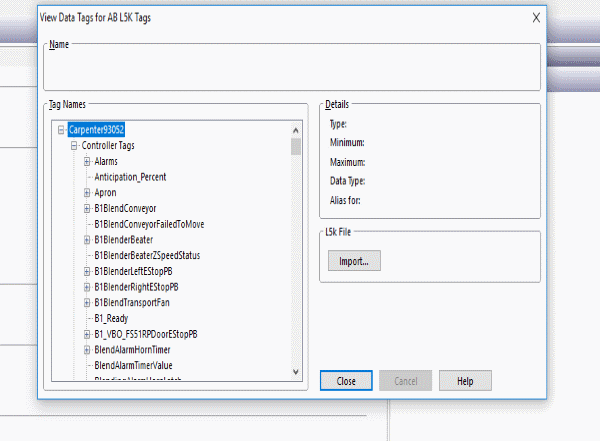 View Data Tags for AB L5K Tags
Name
Tag Names
Carpenter93052
Controller Tags
Alarms
Anticipation_Percent
Apron
B1BlendConveyor
B1BlendConveyorFailedToMove
B1BlenderBeater
B1BlenderBeaterZSpeedStatus
B1BlenderLeftEStopPB
B1BlenderRightEStopPB
B1BlendTransportFan
B1_Ready
B1_VBO_FS51RPDoorEStopPB
BlendAlarmHornTimer
BlendAlarmTimerValue
Details
Type:
Minimum:
Maximum:
Data Type:
Alias for:
L5k File
Import...
Close
Cancel
Help